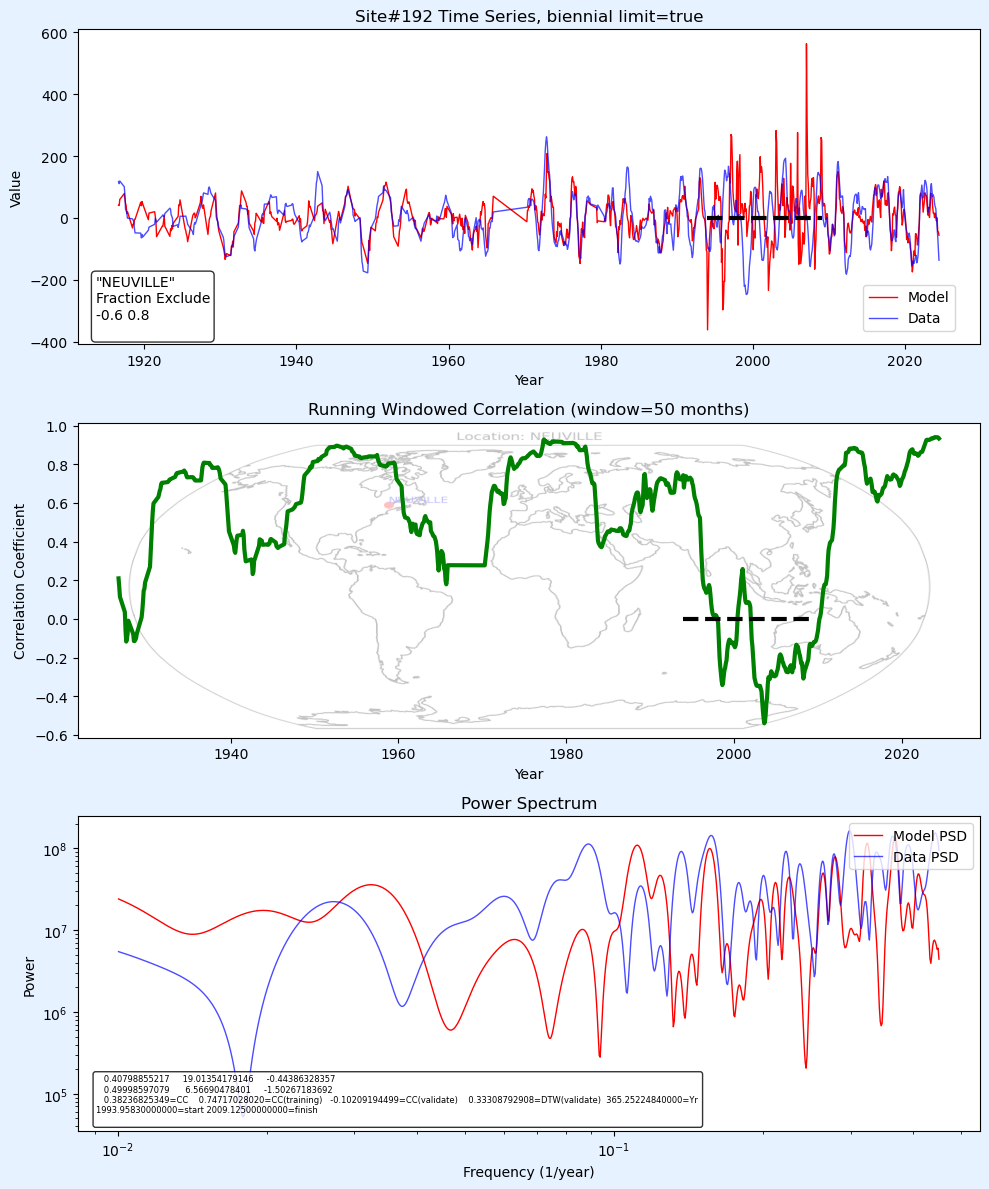 Site#192 Time Series, biennial limit=true
600
400
200
0
−200
−400
Value
"NEUVILLE"
Fraction Exclude
-0.6 0.8
Model
Data
1920
1940
1960
1980
2000
2020
Year
Running Windowed Correlation (window=50 months)
Location: NEUVILLE
NEUVILLE
1.0
0.8
0.6
0.4
0.2
0.0
−0.2
−0.4
−0.6
Correlation Coefficient
1940
1960
1980
2000
2020
Year
Power Spectrum
Model PSD
Data PSD
10^8
10^7
10^6
10^5
Power
0.40798855217 19.01354179146 -0.44386328357
0.49998597079 6.56690478401 -1.50267183692
0.38236825349=CC 0.74717028020=CC(training) -0.10209194499=CC(validate) 0.33308792908=DTW(validate) 365.25224840000=Yr
1993.95830000000=start 2009.12500000000=finish
10^−2
10^−1
Frequency (1/year)